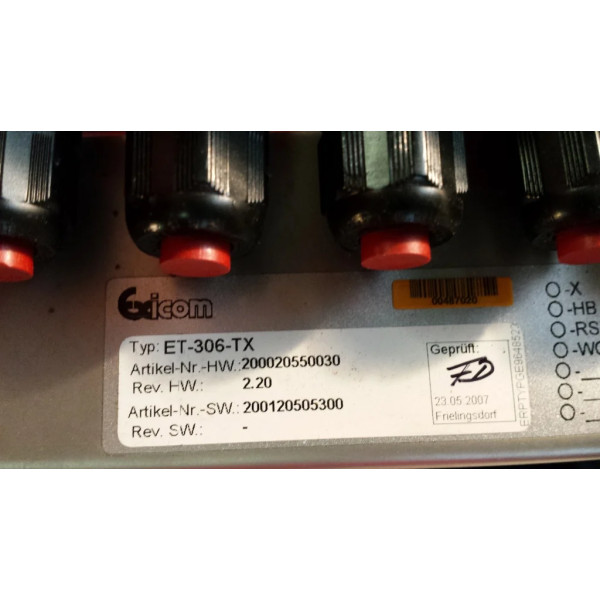 Exicom
00487020
Typ: ET-306-TX
Artikel-Nr.-HW.: 200020550030
Rev. HW.: 2.20
Artikel-Nr.-SW.: 200120505300
Rev. SW.: -
Geprüft:
FD
23.05.2007
Frielingsdorf
-X
-HB
-RS